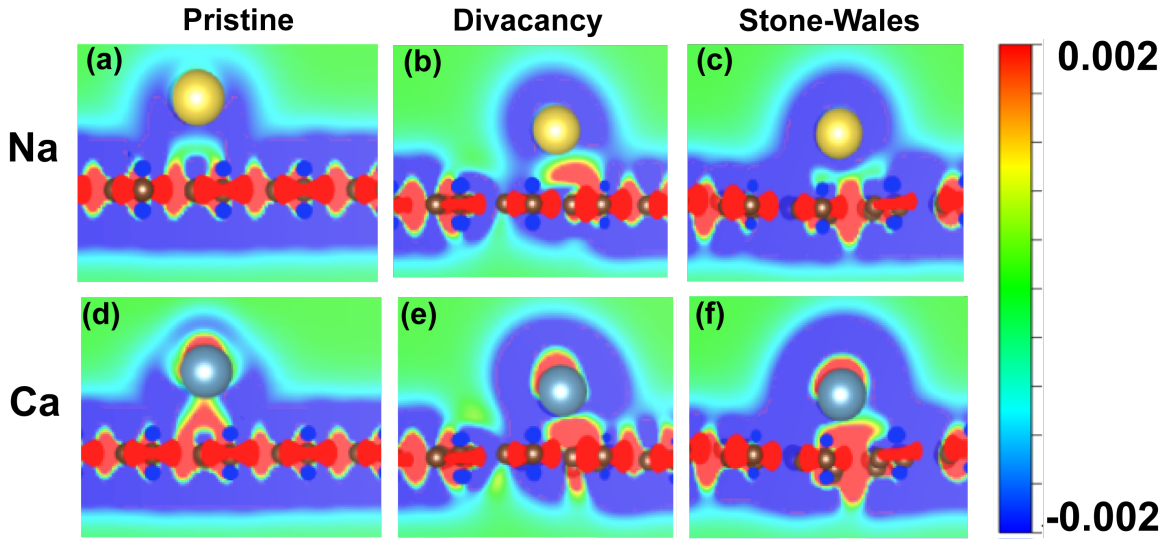 Pristine Divacancy Stone-Wales
(a) (b) (c) 0.002
Na
(d) (e) (f)
Ca
-0.002